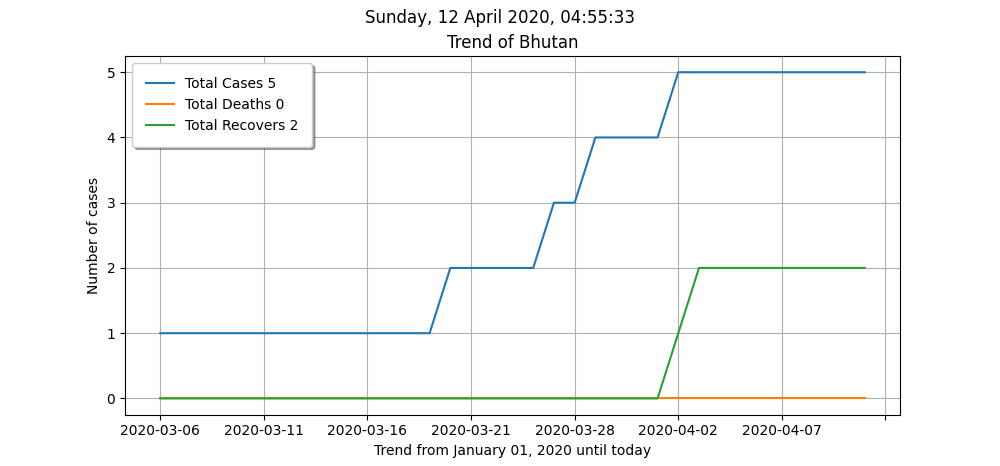 Sunday, 12 April 2020, 04:55:33
Trend of Bhutan
Total Cases 5
Total Deaths 0
Total Recovers 2
Number of cases
5
4
3
2
1
0
2020-03-06 2020-03-11 2020-03-16 2020-03-21 2020-03-28 2020-04-02 2020-04-07
Trend from January 01, 2020 until today